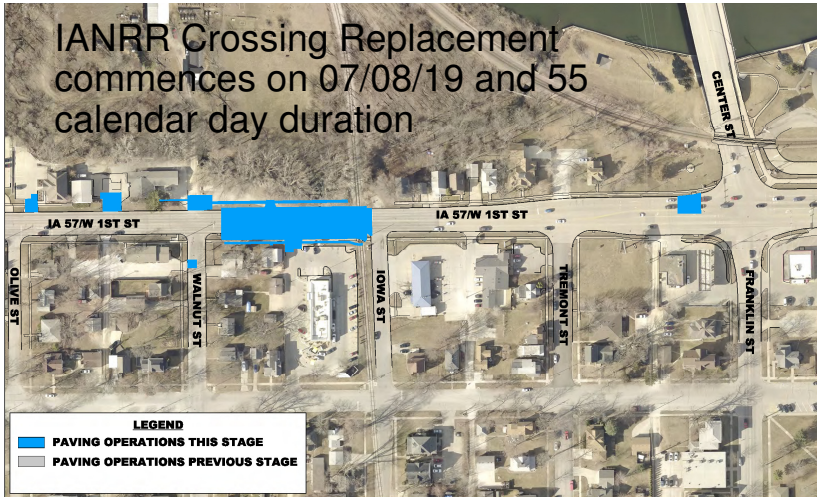 IANRR Crossing Replacement
commences on 07/08/19 and 55
calendar day duration
CENTER ST
IA 57/W 1ST ST
IA 57/W 1ST ST
OLIVE ST
WALNUT ST
IOWA ST
TREMONT ST
FRANKLIN ST
LEGEND
PAVING OPERATIONS THIS STAGE
PAVING OPERATIONS PREVIOUS STAGE